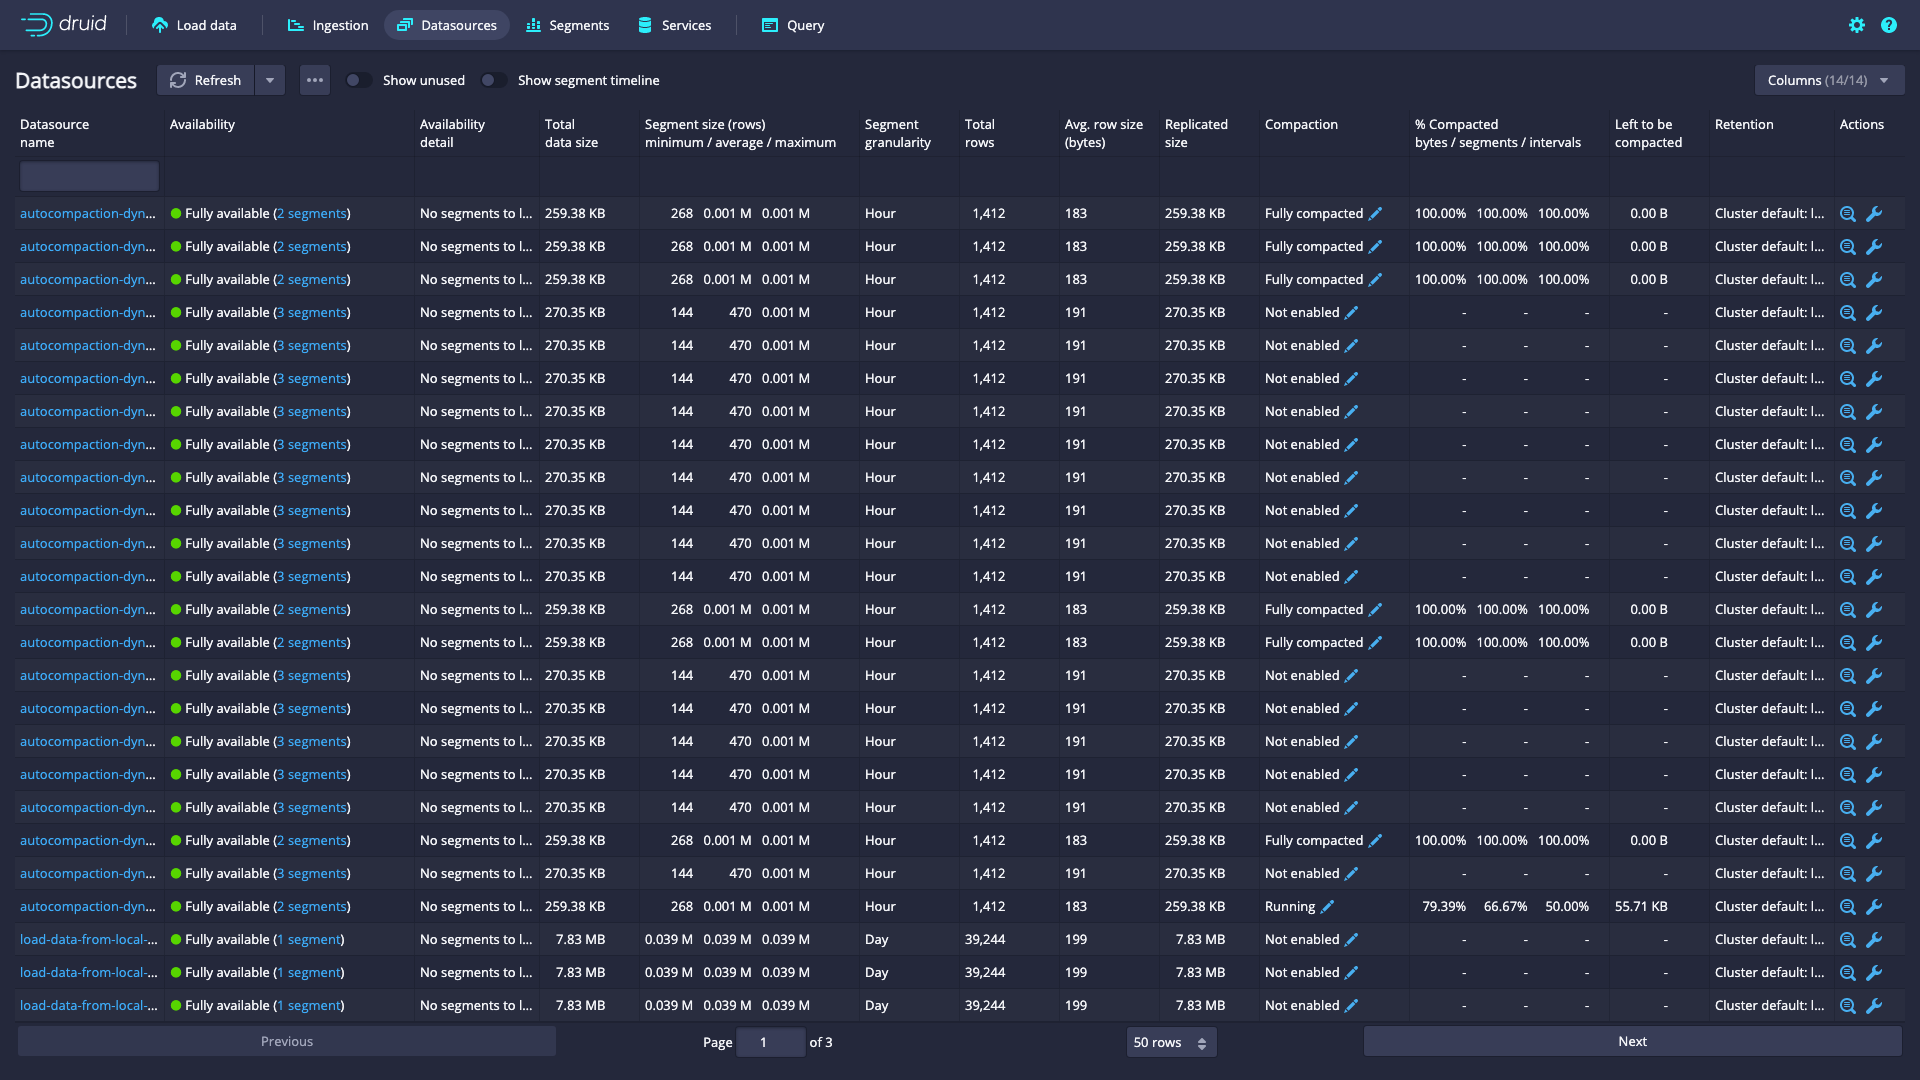 druid Load data Ingestion Datasources Segments Services Query
Datasources Refresh Show unused Show segment timeline Columns (14/14)
Datasource name Availability Availability detail Total data size Segment size (rows) minimum / average / maximum Segment granularity Total rows Avg. row size (bytes) Replicated size Compaction % Compacted bytes / segments / intervals Left to be compacted Retention Actions
autocompaction-dyn... Fully available (2 segments) No segments to l... 259.38 KB 268 0.001 M 0.001 M Hour 1,412 183 259.38 KB Fully compacted 100.00% 100.00% 100.00% 0.00 B Cluster default: l...
autocompaction-dyn... Fully available (2 segments) No segments to l... 259.38 KB 268 0.001 M 0.001 M Hour 1,412 183 259.38 KB Fully compacted 100.00% 100.00% 100.00% 0.00 B Cluster default: l...
autocompaction-dyn... Fully available (2 segments) No segments to l... 259.38 KB 268 0.001 M 0.001 M Hour 1,412 183 259.38 KB Fully compacted 100.00% 100.00% 100.00% 0.00 B Cluster default: l...
autocompaction-dyn... Fully available (3 segments) No segments to l... 270.35 KB 144 470 0.001 M Hour 1,412 191 270.35 KB Not enabled - - - - Cluster default: l...
autocompaction-dyn... Fully available (3 segments) No segments to l... 270.35 KB 144 470 0.001 M Hour 1,412 191 270.35 KB Not enabled - - - - Cluster default: l...
autocompaction-dyn... Fully available (3 segments) No segments to l... 270.35 KB 144 470 0.001 M Hour 1,412 191 270.35 KB Not enabled - - - - Cluster default: l...
autocompaction-dyn... Fully available (3 segments) No segments to l... 270.35 KB 144 470 0.001 M Hour 1,412 191 270.35 KB Not enabled - - - - Cluster default: l...
autocompaction-dyn... Fully available (3 segments) No segments to l... 270.35 KB 144 470 0.001 M Hour 1,412 191 270.35 KB Not enabled - - - - Cluster default: l...
autocompaction-dyn... Fully available (3 segments) No segments to l... 270.35 KB 144 470 0.001 M Hour 1,412 191 270.35 KB Not enabled - - - - Cluster default: l...
autocompaction-dyn... Fully available (3 segments) No segments to l... 270.35 KB 144 470 0.001 M Hour 1,412 191 270.35 KB Not enabled - - - - Cluster default: l...
autocompaction-dyn... Fully available (3 segments) No segments to l... 270.35 KB 144 470 0.001 M Hour 1,412 191 270.35 KB Not enabled - - - - Cluster default: l...
autocompaction-dyn... Fully available (3 segments) No segments to l... 270.35 KB 144 470 0.001 M Hour 1,412 191 270.35 KB Not enabled - - - - Cluster default: l...
autocompaction-dyn... Fully available (2 segments) No segments to l... 259.38 KB 268 0.001 M 0.001 M Hour 1,412 183 259.38 KB Fully compacted 100.00% 100.00% 100.00% 0.00 B Cluster default: l...
autocompaction-dyn... Fully available (2 segments) No segments to l... 259.38 KB 268 0.001 M 0.001 M Hour 1,412 183 259.38 KB Fully compacted 100.00% 100.00% 100.00% 0.00 B Cluster default: l...
autocompaction-dyn... Fully available (3 segments) No segments to l... 270.35 KB 144 470 0.001 M Hour 1,412 191 270.35 KB Not enabled - - - - Cluster default: l...
autocompaction-dyn... Fully available (3 segments) No segments to l... 270.35 KB 144 470 0.001 M Hour 1,412 191 270.35 KB Not enabled - - - - Cluster default: l...
autocompaction-dyn... Fully available (3 segments) No segments to l... 270.35 KB 144 470 0.001 M Hour 1,412 191 270.35 KB Not enabled - - - - Cluster default: l...
autocompaction-dyn... Fully available (3 segments) No segments to l... 270.35 KB 144 470 0.001 M Hour 1,412 191 270.35 KB Not enabled - - - - Cluster default: l...
autocompaction-dyn... Fully available (3 segments) No segments to l... 270.35 KB 144 470 0.001 M Hour 1,412 191 270.35 KB Not enabled - - - - Cluster default: l...
autocompaction-dyn... Fully available (2 segments) No segments to l... 259.38 KB 268 0.001 M 0.001 M Hour 1,412 183 259.38 KB Fully compacted 100.00% 100.00% 100.00% 0.00 B Cluster default: l...
autocompaction-dyn... Fully available (3 segments) No segments to l... 270.35 KB 144 470 0.001 M Hour 1,412 191 270.35 KB Not enabled - - - - Cluster default: l...
autocompaction-dyn... Fully available (2 segments) No segments to l... 259.38 KB 268 0.001 M 0.001 M Hour 1,412 183 259.38 KB Running 79.39% 66.67% 50.00% 55.71 KB Cluster default: l...
load-data-from-local-... Fully available (1 segment) No segments to l... 7.83 MB 0.039 M 0.039 M 0.039 M Day 39,244 199 7.83 MB Not enabled - - - - Cluster default: l...
load-data-from-local-... Fully available (1 segment) No segments to l... 7.83 MB 0.039 M 0.039 M 0.039 M Day 39,244 199 7.83 MB Not enabled - - - - Cluster default: l...
load-data-from-local-... Fully available (1 segment) No segments to l... 7.83 MB 0.039 M 0.039 M 0.039 M Day 39,244 199 7.83 MB Not enabled - - - - Cluster default: l...
Previous Page 1 of 3 50 rows Next